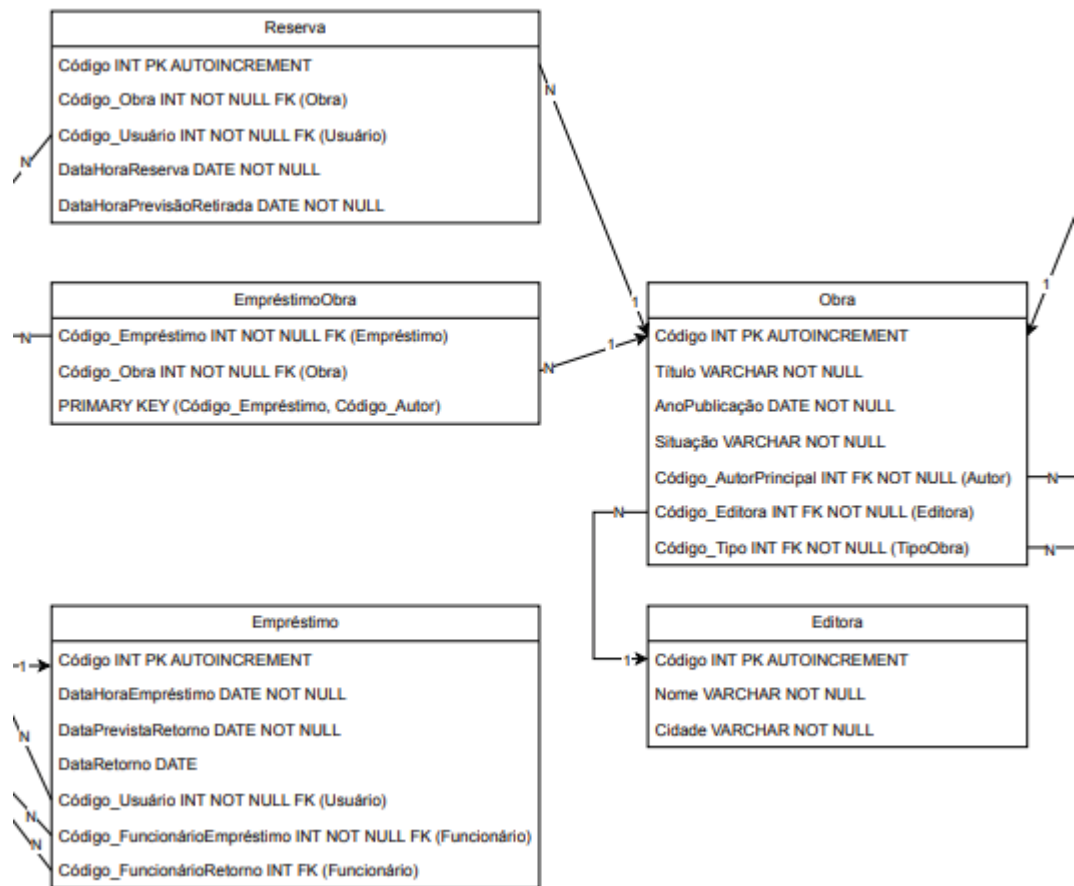 Reserva
Código INT PK AUTOINCREMENT
Código_Obra INT NOT NULL FK (Obra)
Código_Usuário INT NOT NULL FK (Usuário)
DataHoraReserva DATE NOT NULL
DataHoraPrevisãoRetirada DATE NOT NULL
N
N
1
EmpréstimoObra
Código_Empréstimo INT NOT NULL FK (Empréstimo)
Código_Obra INT NOT NULL FK (Obra)
PRIMARY KEY (Código_Empréstimo, Código_Autor)
N
N
1
1
Obra
Código INT PK AUTOINCREMENT
Título VARCHAR NOT NULL
AnoPublicação DATE NOT NULL
Situação VARCHAR NOT NULL
Código_AutorPrincipal INT FK NOT NULL (Autor)
Código_Editora INT FK NOT NULL (Editora)
Código_Tipo INT FK NOT NULL (TipoObra)
N
N
N
1
Empréstimo
Código INT PK AUTOINCREMENT
DataHoraEmpréstimo DATE NOT NULL
DataPrevistaRetorno DATE NOT NULL
DataRetorno DATE
Código_Usuário INT NOT NULL FK (Usuário)
Código_FuncionárioEmpréstimo INT NOT NULL FK (Funcionário)
Código_FuncionárioRetorno INT FK (Funcionário)
1
N
N
N
Editora
Código INT PK AUTOINCREMENT
Nome VARCHAR NOT NULL
Cidade VARCHAR NOT NULL